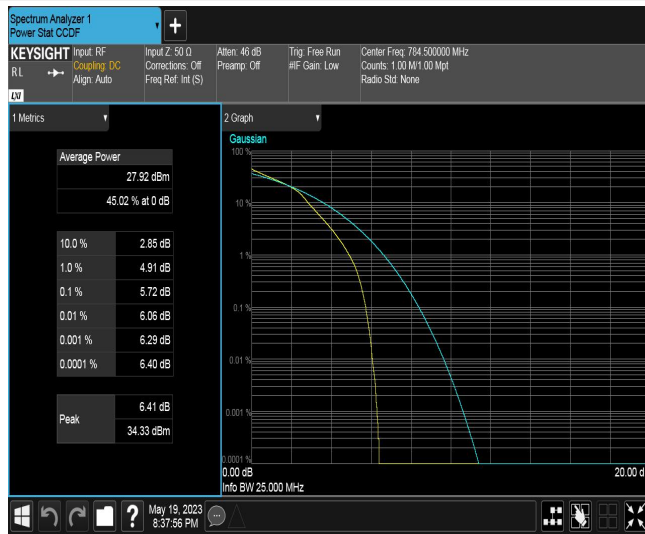 Spectrum Analyzer 1
Power Stat CCDF
+
KEYSIGHT
RL
LXI
Input: RF
Coupling: DC
Align: Auto
Input Z: 50 Ω
Corrections: Off
Freq Ref: Int (S)
Atten: 46 dB
Preamp: Off
Trig: Free Run
#IF Gain: Low
Center Freq: 784.500000 MHz
Counts: 1.00 M/1.00 Mpt
Radio Std: None
1 Metrics
Average Power
27.92 dBm
45.02 % at 0 dB
10.0 % 2.85 dB
1.0 % 4.91 dB
0.1 % 5.72 dB
0.01 % 6.06 dB
0.001 % 6.29 dB
0.0001 % 6.40 dB
Peak
6.41 dB
34.33 dBm
2 Graph
Gaussian
100 %
10 %
1 %
0.1 %
0.01 %
0.001 %
0.0001 %
0.00 dB 20.00 d
Info BW 25.000 MHz
?
May 19, 2023
8:37:56 PM